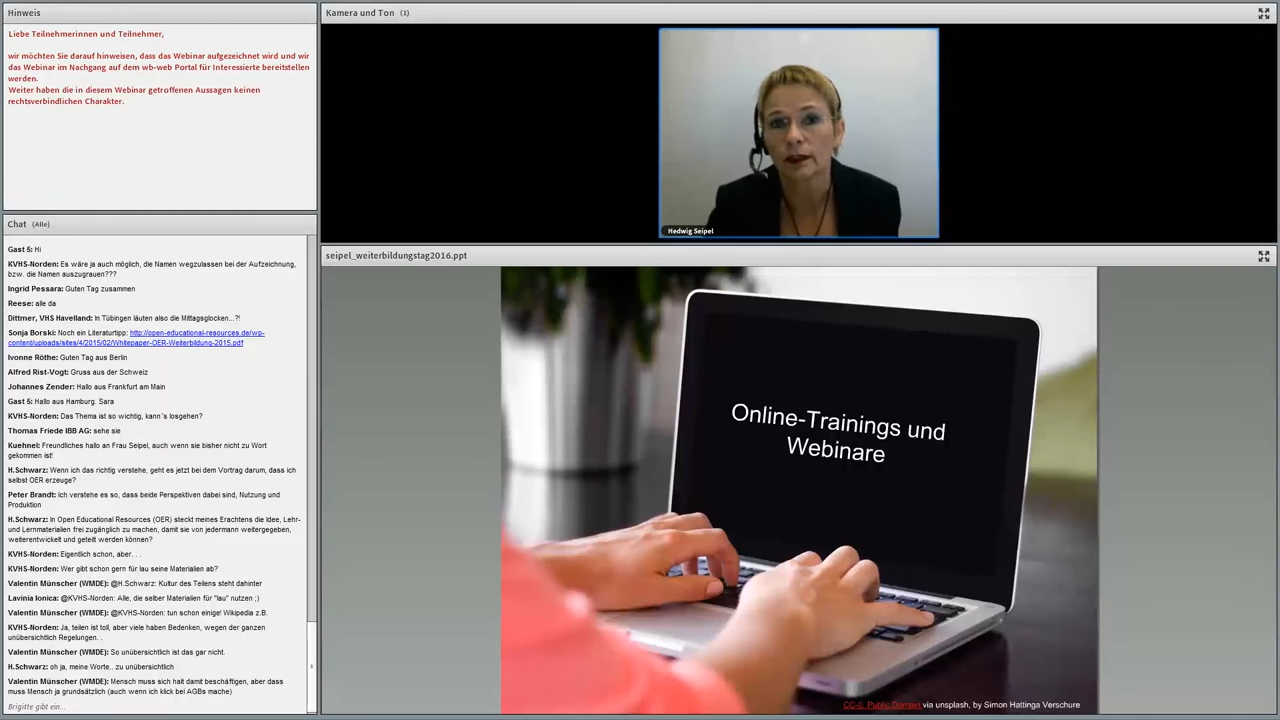 Hinweis
Liebe Teilnehmerinnen und Teilnehmer,
wir möchten Sie darauf hinweisen, dass das Webinar aufgezeichnet wird und wir
das Webinar im Nachgang auf dem wb-web Portal für Interessierte bereitstellen
werden.
Weiter haben die in diesem Webinar getroffenen Aussagen keinen
rechtsverbindlichen Charakter.
Chat (Alle)
Gast 5: Hi
KVHS-Norden: Es wäre ja auch möglich, die Namen wegzulassen bei der Aufzeichnung,
bzw. die Namen auszugrauen???
Ingrid Pessara: Guten Tag zusammen
Reese: alle da
Dittmer, VHS Havelland: In Tübingen läuten also die Mittagsglocken...?!
Sonja Borski: Noch ein Literaturtipp: http://open-educational-resources.de/wp-
content/uploads/sites/4/2015/02/Whitepaper-OER-Weiterbildung-2015.pdf
Ivonne Röthe: Guten Tag aus Berlin
Alfred Rist-Vogt: Gruss aus der Schweiz
Johannes Zender: Hallo aus Frankfurt am Main
Gast 5: Hallo aus Hamburg. Sara
KVHS-Norden: Das Thema ist so wichtig, kann´s losgehen?
Thomas Friede IBB AG: sehe sie
Kuehnel: Freundliches hallo an Frau Seipel, auch wenn sie bisher nicht zu Wort
gekommen ist!
H.Schwarz: Wenn ich das richtig verstehe, geht es jetzt bei dem Vortrag darum, dass ich
selbst OER erzeuge?
Peter Brandt: Ich verstehe es so, dass beide Perspektiven dabei sind, Nutzung und
Produktion
H.Schwarz: In Open Educational Resources (OER) steckt meines Erachtens die Idee, Lehr-
und Lernmaterialien frei zugänglich zu machen, damit sie von jedermann weitergegeben,
weiterentwickelt und geteilt werden können?
KVHS-Norden: Eigentlich schon, aber. . .
KVHS-Norden: Wer gibt schon gern für lau seine Materialien ab?
Valentin Münscher (WMDE): @H.Schwarz: Kultur des Teilens steht dahinter
Lavinia Ionica: @KVHS-Norden: Alle, die selber Materialien für "lau" nutzen ;)
Valentin Münscher (WMDE): @KVHS-Norden: tun schon einige! Wikipedia z.B.
KVHS-Norden: Ja, teilen ist toll, aber viele haben Bedenken, wegen der ganzen
unübersichtlich Regelungen. .
Valentin Münscher (WMDE): So unübersichtlich ist das gar nicht.
H.Schwarz: oh ja, meine Worte.. zu unübersichtlich
Valentin Münscher (WMDE): Mensch muss sich halt damit beschäftigen, aber dass
muss Mensch ja grundsätzlich (auch wenn ich klick bei AGBs mache)
Brigitte gibt ein...
Kamera und Ton (1)
Hedwig Seipel
seipel_weiterbildungstag2016.ppt
Online-Trainings und
Webinare
CC-0, Public Domain via unsplash, by Simon Hattinga Verschure